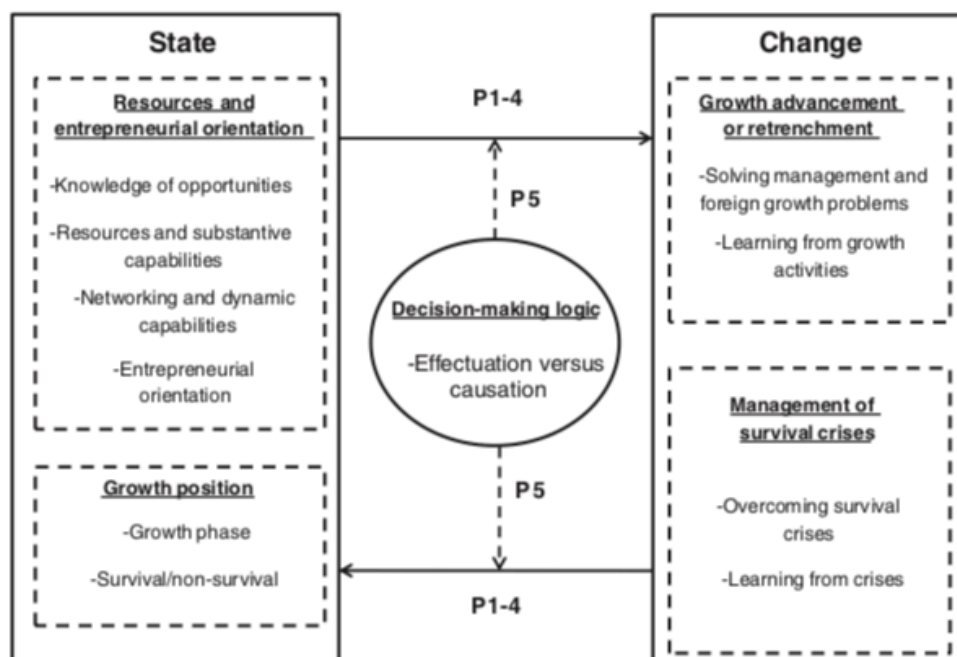 State
Resources and
entrepreneurial orientation
-Knowledge of opportunities
-Resources and substantive
capabilities
-Networking and dynamic
capabilities
-Entrepreneurial
orientation
Growth position
-Growth phase
-Survival/non-survival
P1-4
P5
Decision-making logic
-Effectuation versus
causation
P5
P1-4
Change
Growth advancement
or retrenchment
-Solving management and
foreign growth problems
-Learning from growth
activities
Management of
survival crises
-Overcoming survival
crises
-Learning from crises